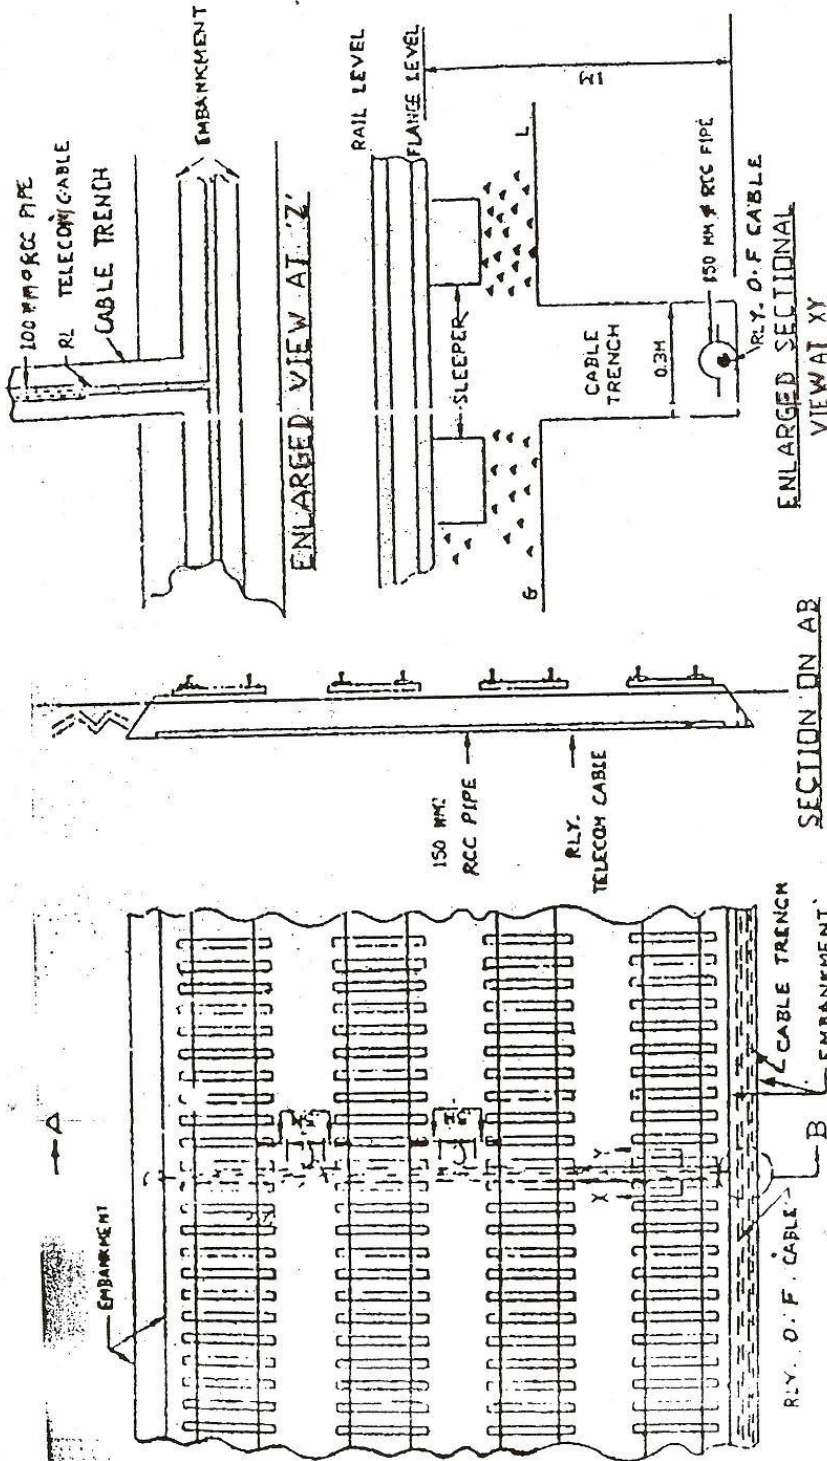 100 MM Φ RCC PIPE
RL TELECOM CABLE
CABLE TRENCH
EMBANKMENT
ENLARGED VIEW AT 'Z'
RAIL LEVEL
FLANGE LEVEL
SLEEPER
G
L
1M
CABLE
TRENCH
0.3M
150 MM Φ RCC PIPE
RLY. O.F CABLE
ENLARGED SECTIONAL
VIEW AT XY
150 MM
RCC PIPE
RLY.
TELECOM CABLE
SECTION ON AB
A
EMBANKMENT
X
Y
B
RLY. O.F. CABLE
CABLE TRENCH
EMBANKMENT